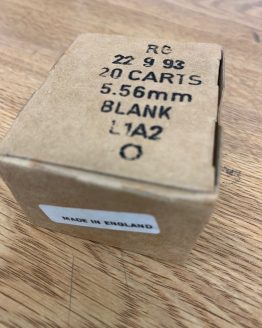 RG
22 9 93
20 CARTS
5.56mm
BLANK
L1A2
O
MADE IN ENGLAND